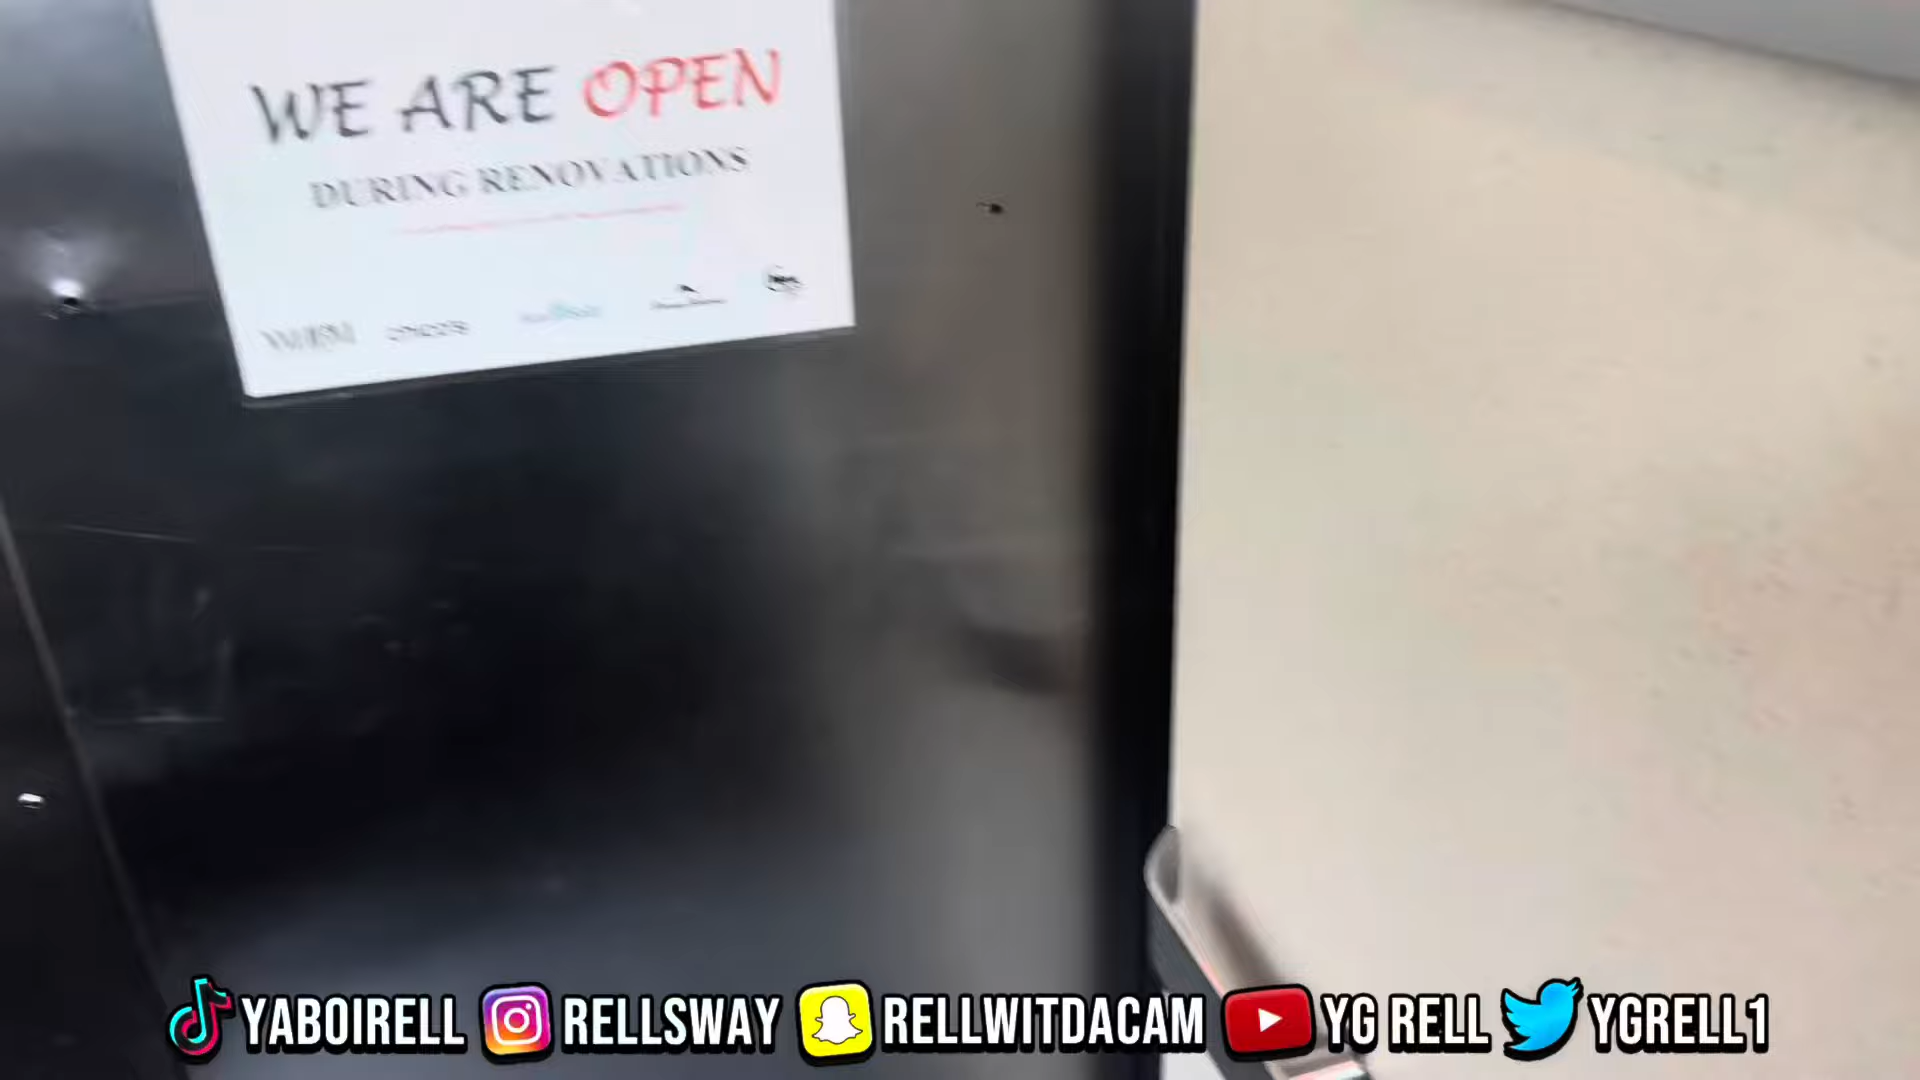 WE ARE OPEN
DURING RENOVATIONS
YABOIRELL RELLSWAY RELLWITDACAM YG RELL YGRELL1